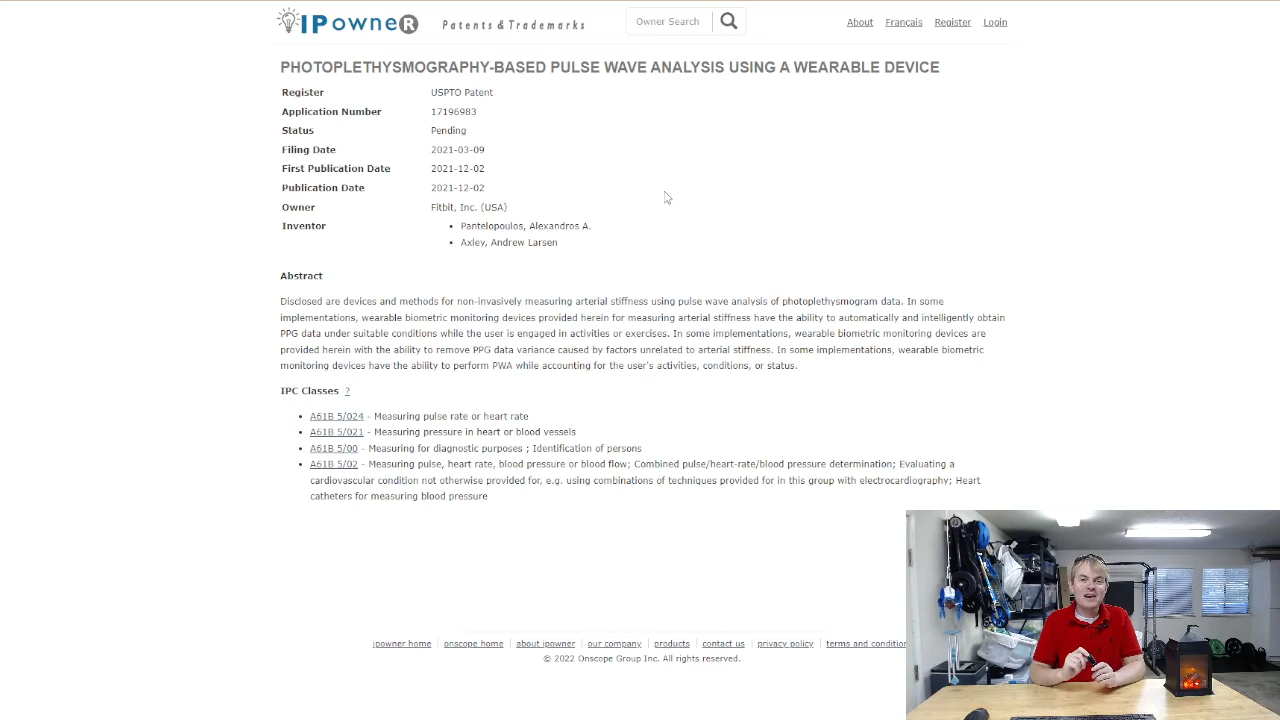 IPowneR Patents & Trademarks Owner Search About Français Register Login
PHOTOPLETHYSMOGRAPHY-BASED PULSE WAVE ANALYSIS USING A WEARABLE DEVICE
Register USPTO Patent
Application Number 17196983
Status Pending
Filing Date 2021-03-09
First Publication Date 2021-12-02
Publication Date 2021-12-02
Owner Fitbit, Inc. (USA)
Inventor • Pantelopoulos, Alexandros A.
• Axley, Andrew Larsen
Abstract
Disclosed are devices and methods for non-invasively measuring arterial stiffness using pulse wave analysis of photoplethysmogram data. In some
implementations, wearable biometric monitoring devices provided herein for measuring arterial stiffness have the ability to automatically and intelligently obtain
PPG data under suitable conditions while the user is engaged in activities or exercises. In some implementations, wearable biometric monitoring devices are
provided herein with the ability to remove PPG data variance caused by factors unrelated to arterial stiffness. In some implementations, wearable biometric
monitoring devices have the ability to perform PWA while accounting for the user's activities, conditions, or status.
IPC Classes ?
• A61B 5/024 - Measuring pulse rate or heart rate
• A61B 5/021 - Measuring pressure in heart or blood vessels
• A61B 5/00 - Measuring for diagnostic purposes ; Identification of persons
• A61B 5/02 - Measuring pulse, heart rate, blood pressure or blood flow; Combined pulse/heart-rate/blood pressure determination; Evaluating a
cardiovascular condition not otherwise provided for, e.g. using combinations of techniques provided for in this group with electrocardiography; Heart
catheters for measuring blood pressure
ipowner home onscope home about ipowner our company products contact us privacy policy terms and condition
© 2022 Onscope Group Inc. All rights reserved.